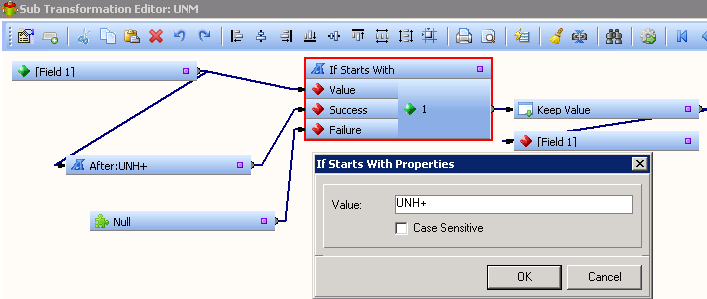 Sub Transformation Editor: UNM
[Field 1]
If Starts With
Value
Success
1
Failure
Keep Value
[Field 1]
After:UNH+
Null
If Starts With Properties
Value:
UNH+
Case Sensitive
OK
Cancel